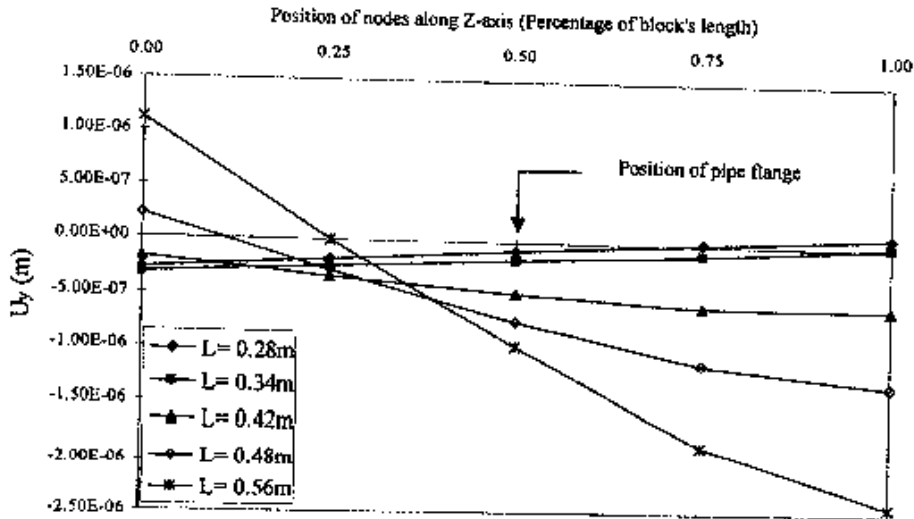 Position of nodes along Z-axis (Percentage of block's length)
0.00 0.25 0.50 0.75 1.00
1.50E-06
1.00E-06
5.00E-07
0.00E+00
-5.00E-07
-1.00E-06
-1.50E-06
-2.00E-06
-2.50E-06
Uy (m)
Position of pipe flange
L= 0.28m
L= 0.34m
L= 0.42m
L= 0.48m
L= 0.56m